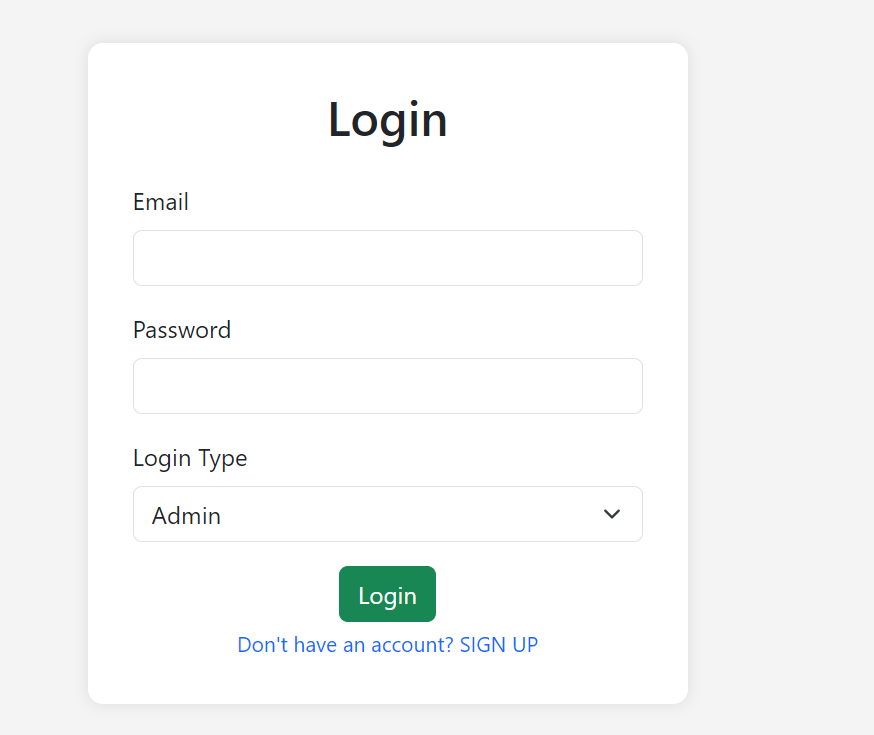 Login
Email
Password
Login Type
Admin
Login
Don't have an account? SIGN UP